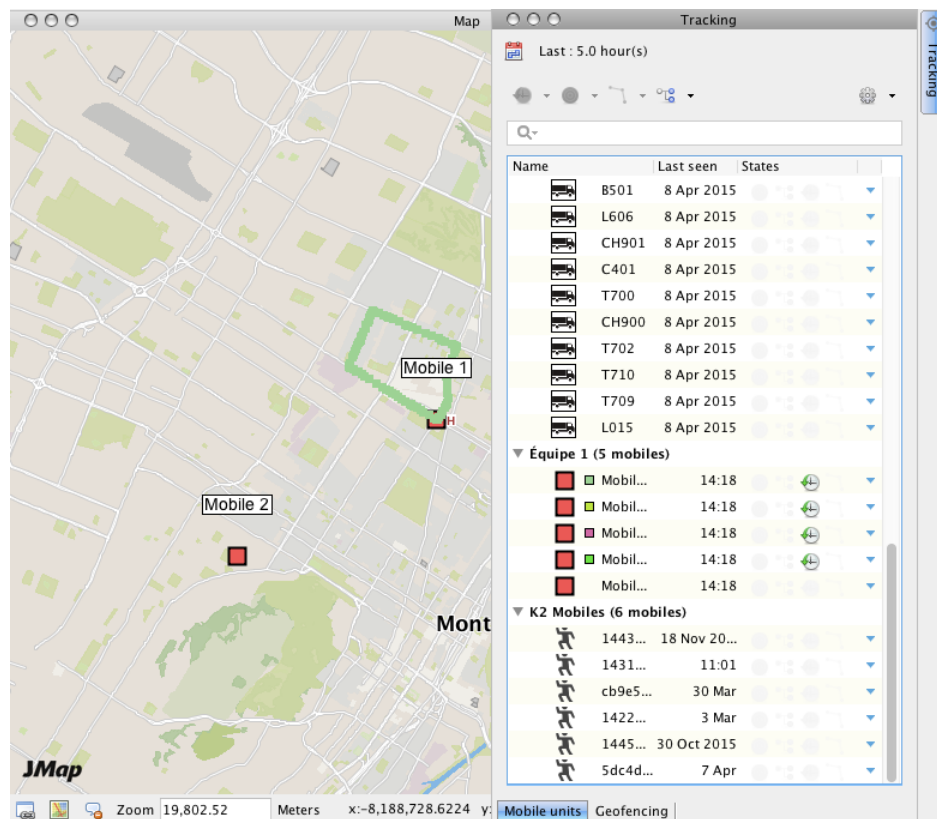 Map
Mobile 1
H
Mobile 2
Mont
JMap
Zoom 19,802.52 Meters x:-8,188,728.6224 y:
Tracking
Last : 5.0 hour(s)
Name Last seen States
B501 8 Apr 2015
L606 8 Apr 2015
CH901 8 Apr 2015
C401 8 Apr 2015
T700 8 Apr 2015
CH900 8 Apr 2015
T702 8 Apr 2015
T710 8 Apr 2015
T709 8 Apr 2015
L015 8 Apr 2015
Équipe 1 (5 mobiles)
Mobil... 14:18
Mobil... 14:18
Mobil... 14:18
Mobil... 14:18
Mobil... 14:18
K2 Mobiles (6 mobiles)
1443... 18 Nov 20...
1431... 11:01
cb9e5... 30 Mar
1422... 3 Mar
1445... 30 Oct 2015
5dc4d... 7 Apr
Mobile units Geofencing
Tracking